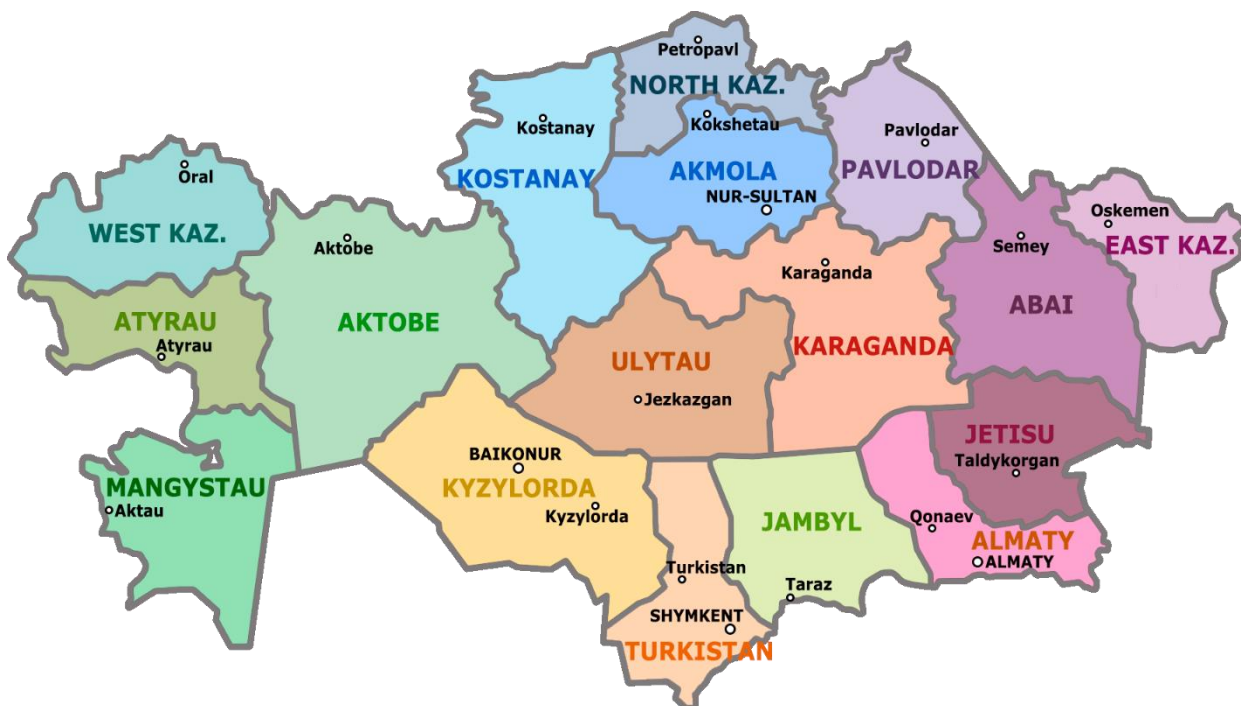 Petropavl
NORTH KAZ.
Kostanay
Kokshetau
Pavlodar
Oral
KOSTANAY
AKMOLA
PAVLODAR
NUR-SULTAN
Oskemen
WEST KAZ.
Aktobe
Semey
EAST KAZ.
Karaganda
ABAI
ATYRAU
AKTOBE
Atyrau
KARAGANDA
ULYTAU
Jezkazgan
JETISU
BAIKONUR
Taldykorgan
MANGYSTAU
KYZYLORDA
Aktau
Kyzylorda
JAMBYL
Qonaev
ALMATY
ALMATY
Turkistan
Taraz
SHYMKENT
TURKISTAN